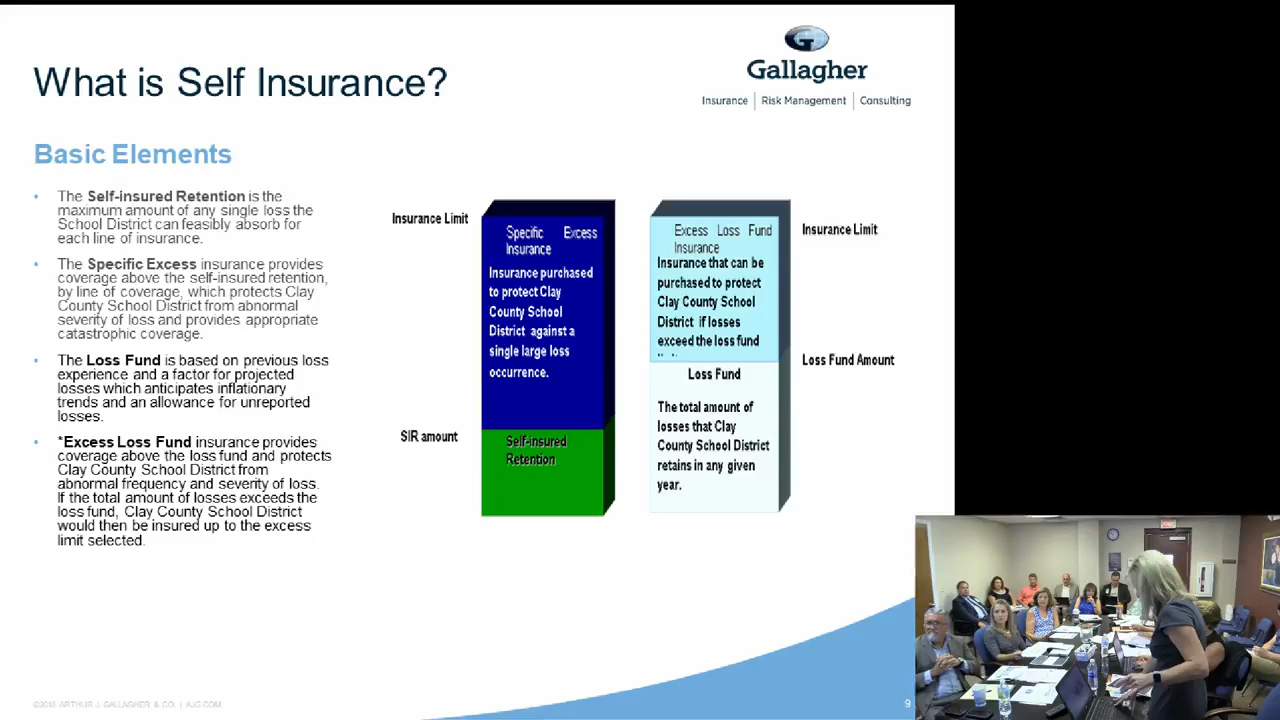 What is Self Insurance?
Gallagher
Insurance | Risk Management | Consulting
Basic Elements
• The Self-insured Retention is the
maximum amount of any single loss the
School District can feasibly absorb for
each line of insurance.
• The Specific Excess insurance provides
coverage above the self-insured retention,
by line of coverage, which protects Clay
County School District from abnormal
severity of loss and provides appropriate
catastrophic coverage.
• The Loss Fund is based on previous loss
experience and a factor for projected
losses which anticipates inflationary
trends and an allowance for unreported
losses.
• *Excess Loss Fund insurance provides
coverage above the loss fund and protects
Clay County School District from
abnormal frequency and severity of loss.
If the total amount of losses exceeds the
loss fund, Clay County School District
would then be insured up to the excess
limit selected.
Insurance Limit
SIR amount
Specific Excess
Insurance
Insurance purchased
to protect Clay
County School
District against a
single large loss
occurrence.
Self-insured
Retention
Excess Loss Fund
Insurance
Insurance that can be
purchased to protect
Clay County School
District if losses
exceed the loss fund
Loss Fund
The total amount of
losses that Clay
County School District
retains in any given
year.
Insurance Limit
Loss Fund Amount
ARTHUR J. GALLAGHER & CO. | AJG.COM
9